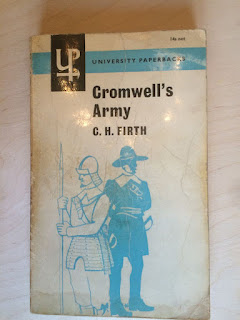 UP
UNIVERSITY PAPERBACKS
Cromwell's
Army
C. H. FIRTH